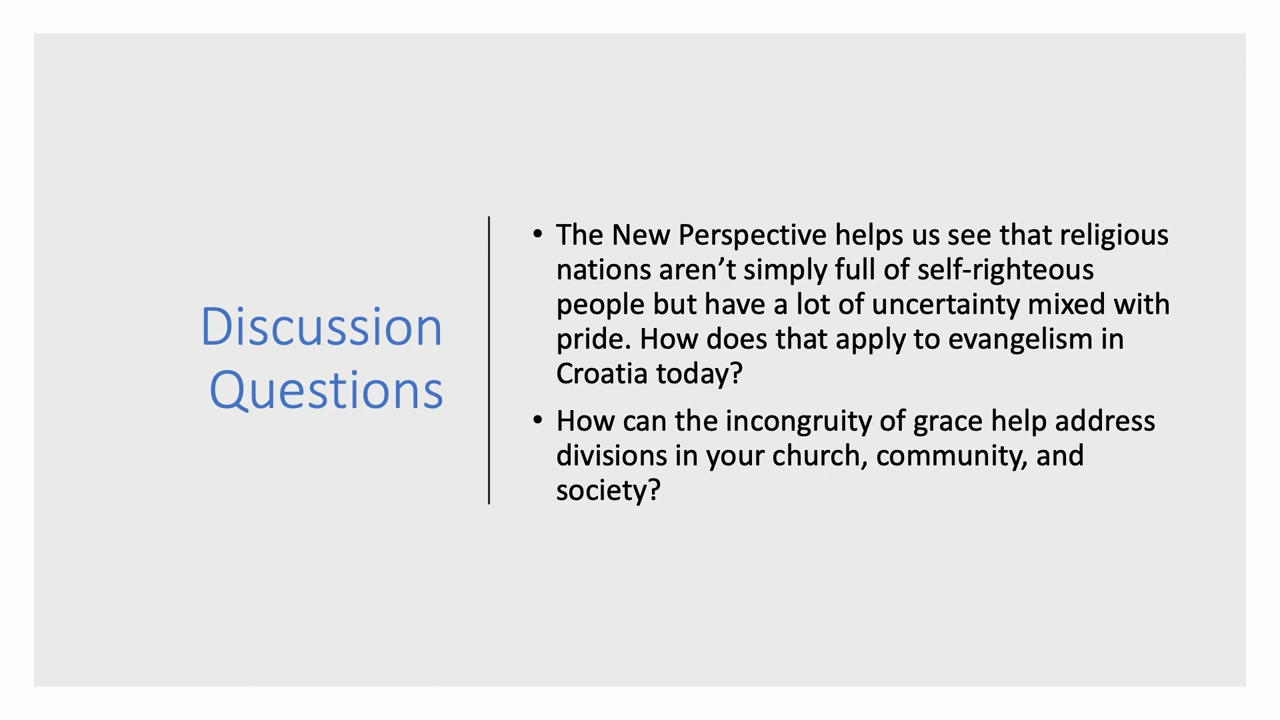 Discussion
Questions
• The New Perspective helps us see that religious
nations aren’t simply full of self-righteous
people but have a lot of uncertainty mixed with
pride. How does that apply to evangelism in
Croatia today?
• How can the incongruity of grace help address
divisions in your church, community, and
society?